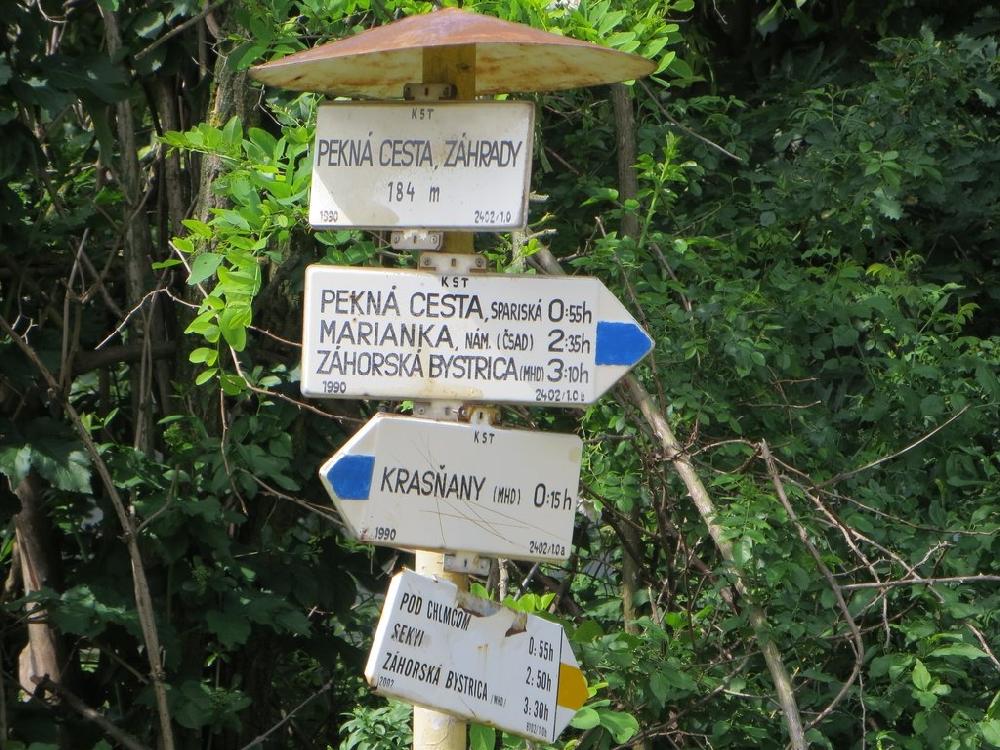 KST
PEKNÁ CESTA, ZÁHRADY
184 m
1990 2402/1.0
KST
PEKNÁ CESTA, SPARISKÁ 0:55h
MARIANKA, NÁM. (ČSAD) 2:35h
ZÁHORSKÁ BYSTRICA (MHD) 3:10h
1990 2402/1.0
KST
KRASŇANY (MHD) 0:15h
1990 2402/1.0a
POD CHLMCOM 0:55h
SEKYL 2:50h
ZÁHORSKÁ BYSTRICA (MHD) 3:30h
2007